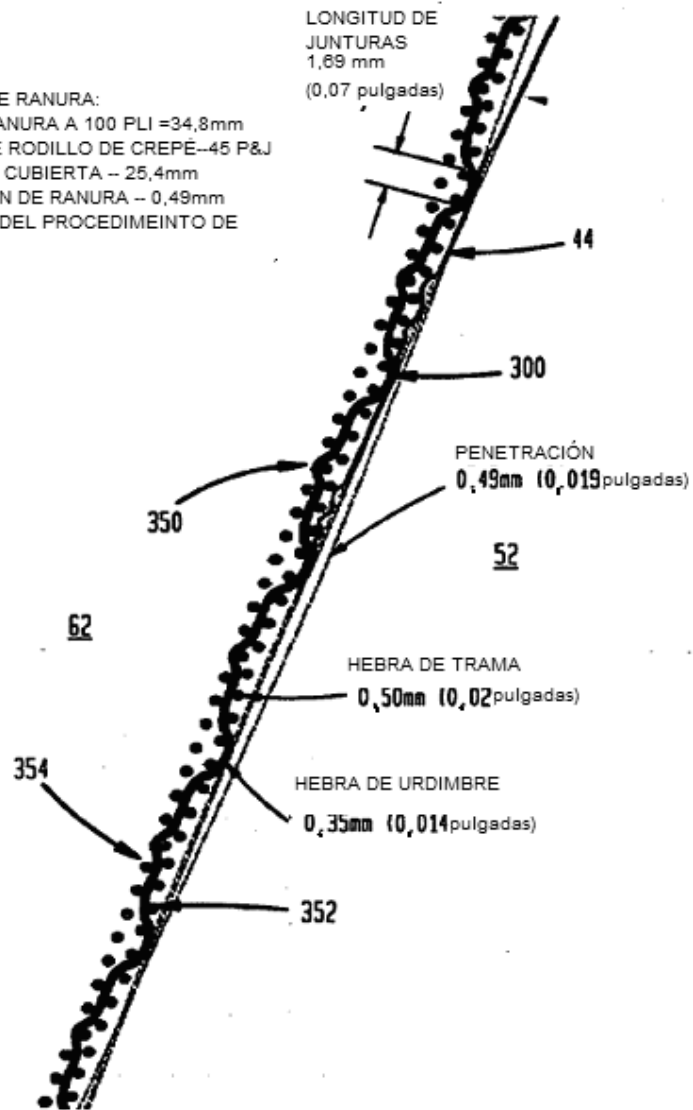 LONGITUD DE
JUNTURAS
1,69 mm
(0,07 pulgadas)
E RANURA:
ANURA A 100 PLI =34,8mm
E RODILLO DE CREPÉ--45 P&J
CUBIERTA -- 25,4mm
N DE RANURA -- 0,49mm
DEL PROCEDIMEINTO DE
44
300
PENETRACIÓN
0,49mm (0,019pulgadas)
350
52
62
HEBRA DE TRAMA
0,50mm (0,02pulgadas)
354
HEBRA DE URDIMBRE
0,35mm (0,014pulgadas)
352